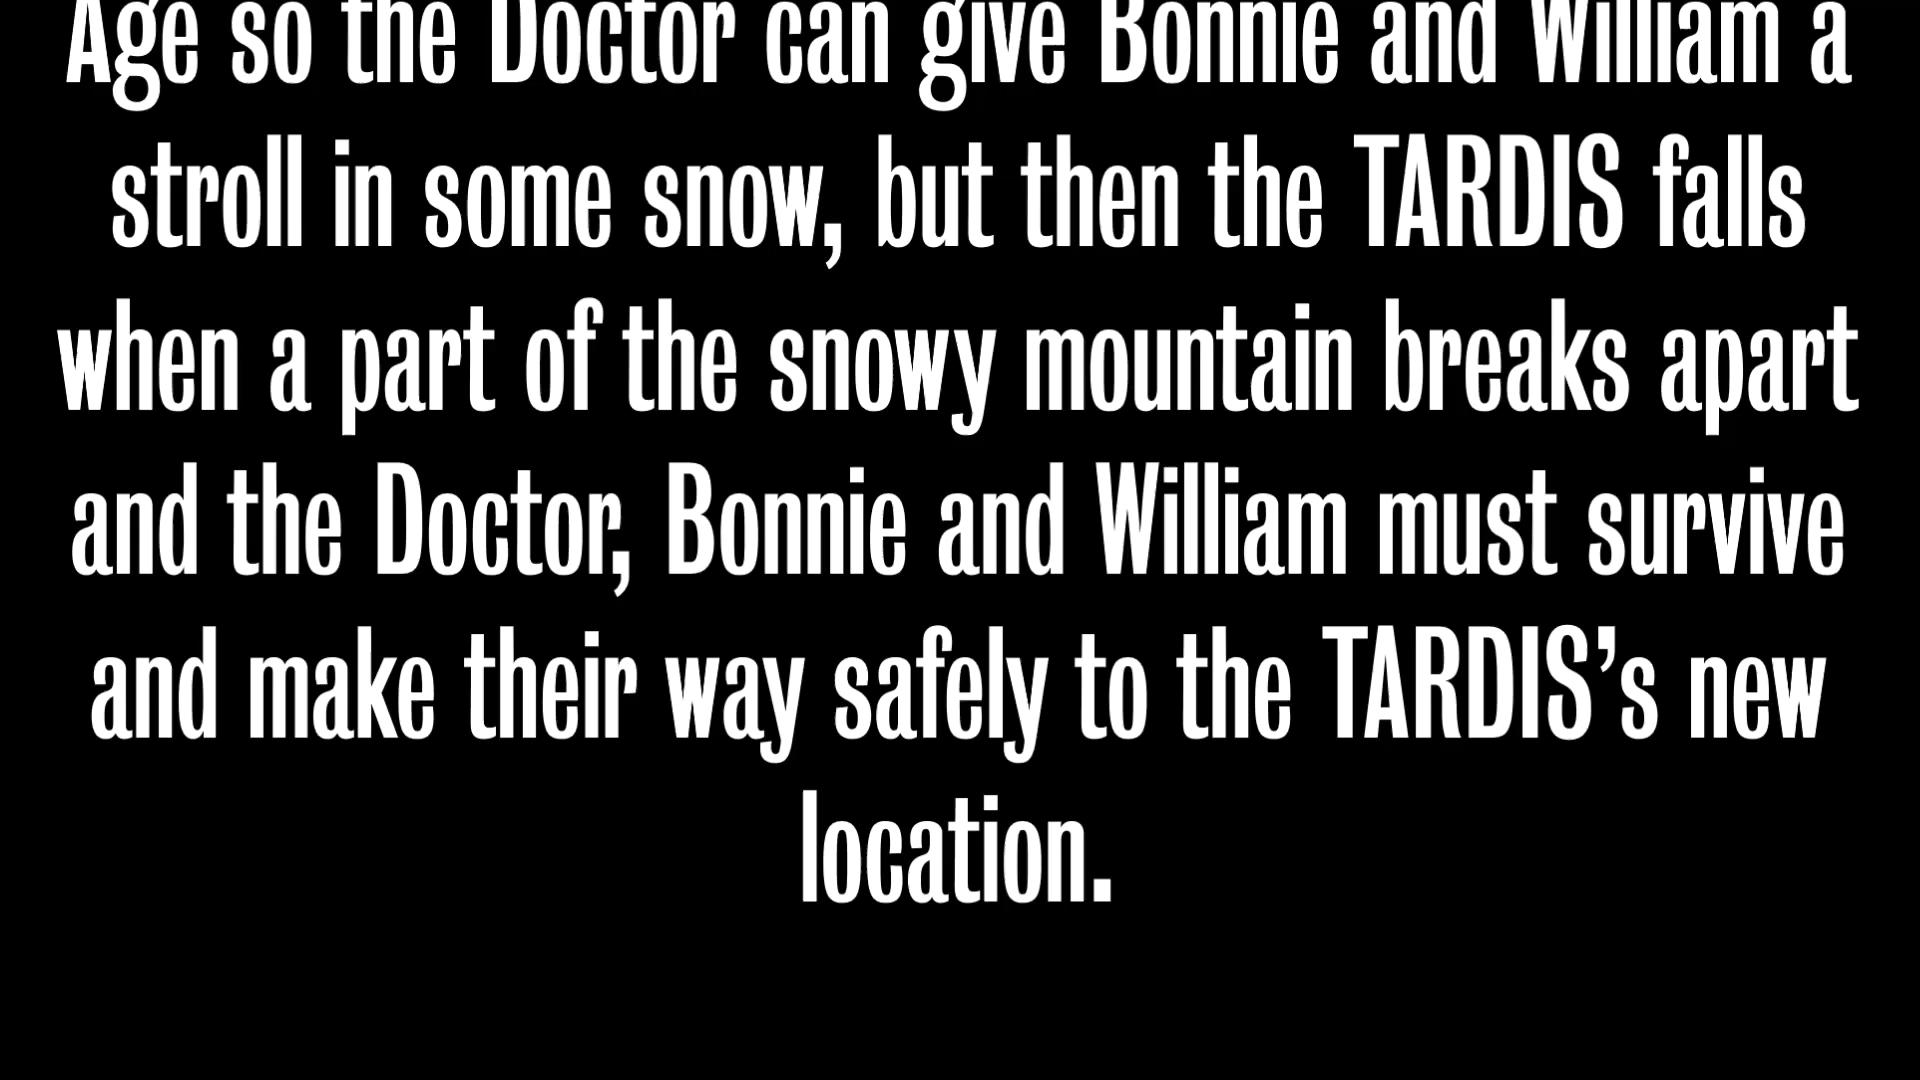 Age so the Doctor can give Bonnie and William a
stroll in some snow, but then the TARDIS falls
when a part of the snowy mountain breaks apart
and the Doctor, Bonnie and William must survive
and make their way safely to the TARDIS’s new
location.